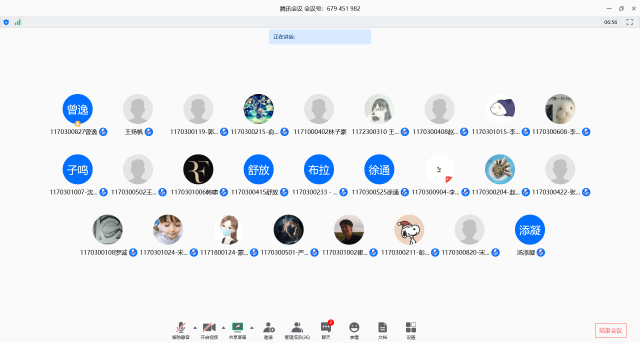 腾讯会议 会议号：679 451 982
06:56
正在讲话:
曾逸
1170300827曾逸
王扬帆
1170300119-郭...
1170300215-俞...
1171000402林子豪
1172300310 王...
1170300408赵...
1170301015-李...
1170300608-李...
子鸣
1170301007-沈...
1170300502王...
1170301006韩啸
舒放
1170300415舒放
布拉
1170300233 - ...
徐通
1170300525徐通
1170300904-李...
1170300204-赵...
1170300422-张...
1170300108罗诚
1170301024-宋...
1171800124-蒙...
1170300501-产...
1170301002崔...
1170300211-彭...
1170300820-宋...
添凝
汤添凝
解除静音
开启视频
共享屏幕
邀请
管理成员(26)
聊天
表情
文档
设置
结束会议